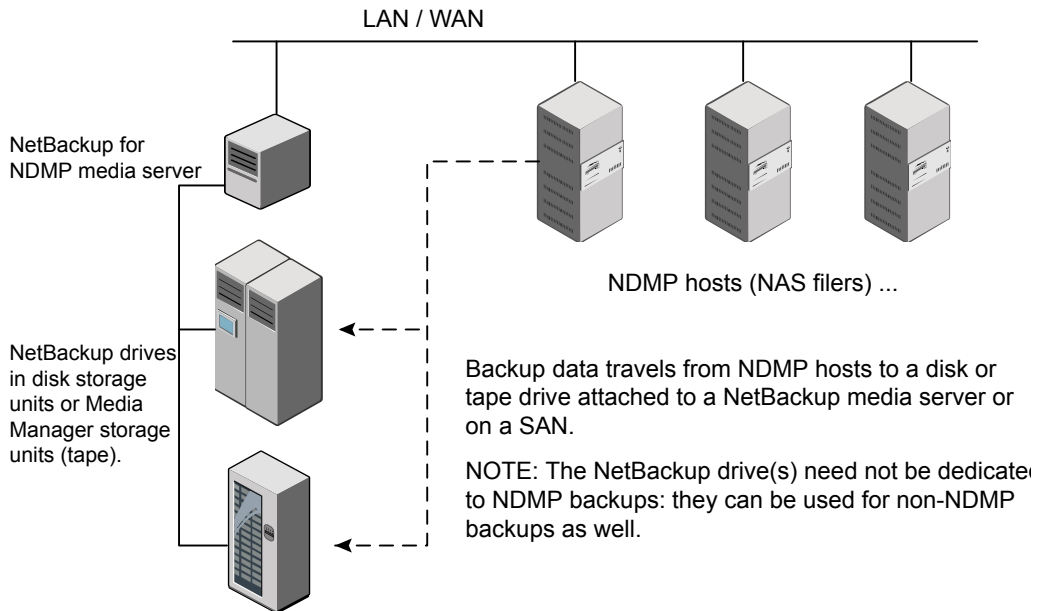 LAN / WAN
NetBackup for
NDMP media server
NDMP hosts (NAS filers) ...
NetBackup drives
in disk storage
units or Media
Manager storage
units (tape).
Backup data travels from NDMP hosts to a disk or
tape drive attached to a NetBackup media server or
on a SAN.
NOTE: The NetBackup drive(s) need not be dedicate
to NDMP backups: they can be used for non-NDMP
backups as well.